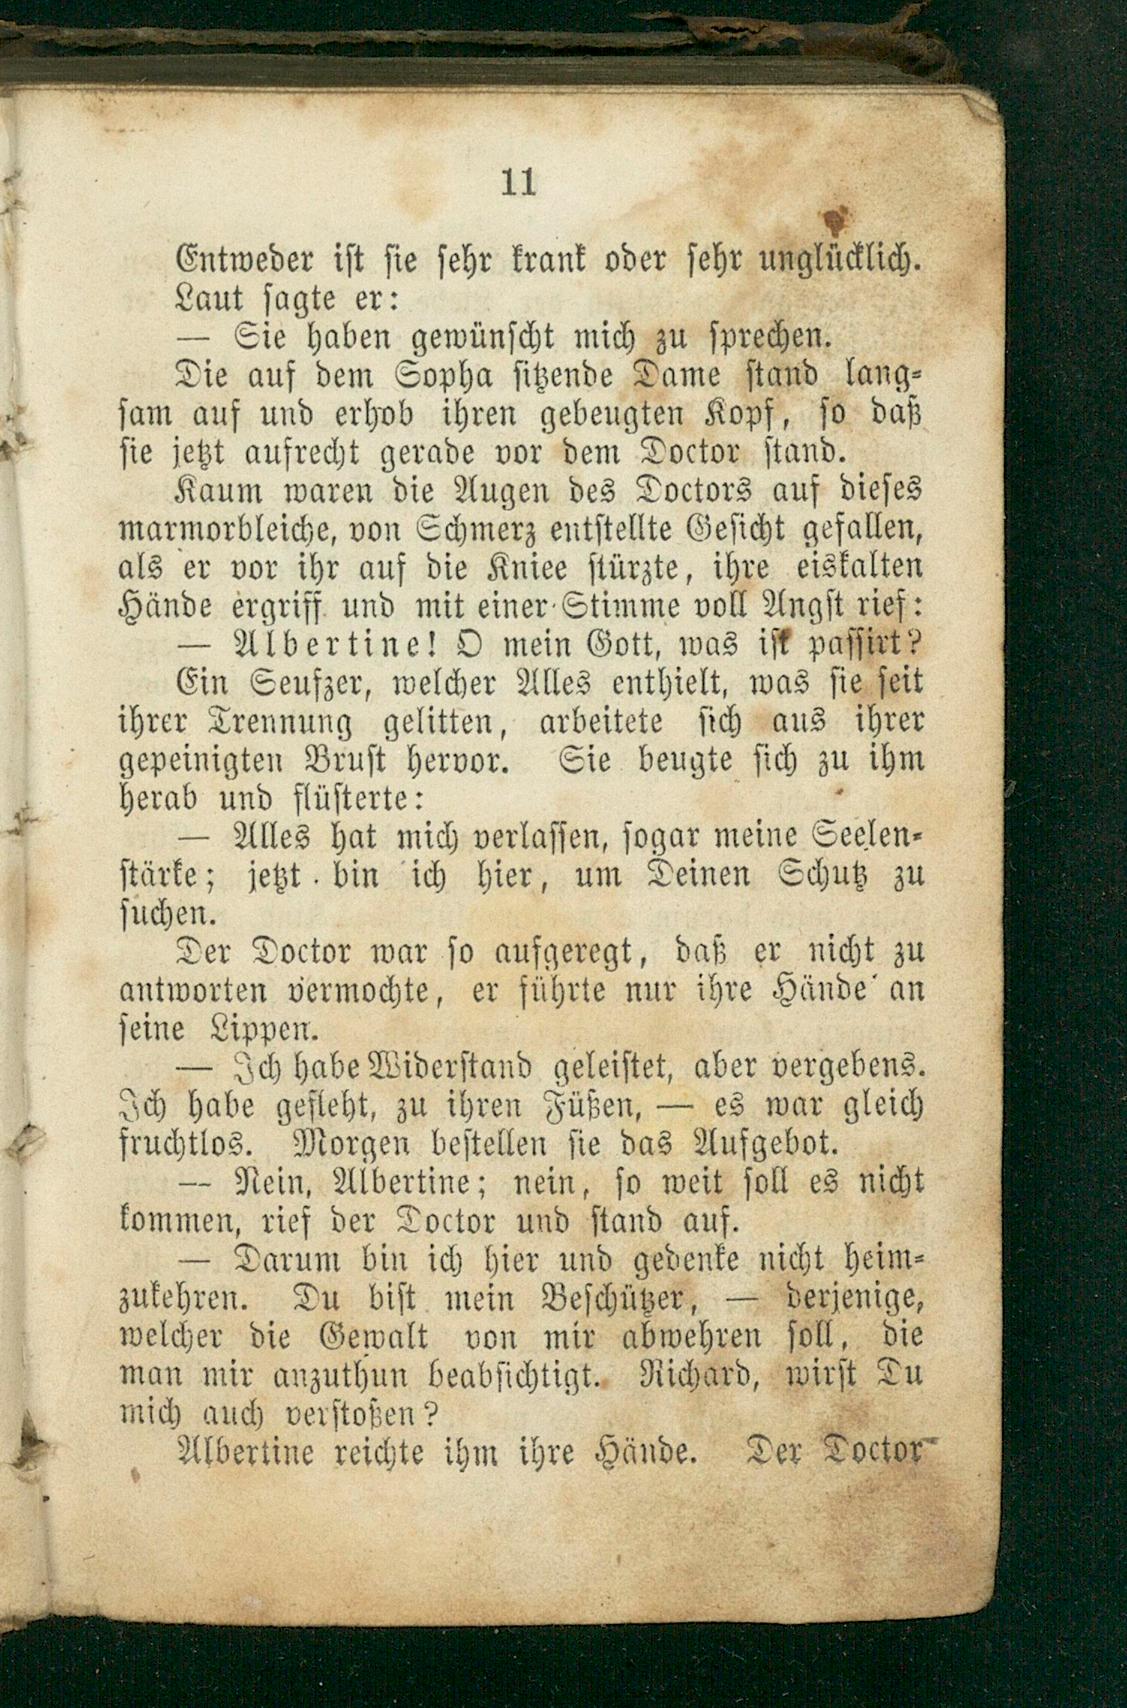 11
Entweder ist sie sehr krank oder sehr unglücklich.
Laut sagte er:
— Sie haben gewünscht mich zu sprechen.
Die auf dem Sopha sitzende Dame stand lang-
sam auf und erhob ihren gebeugten Kopf, so daß
sie jetzt aufrecht gerade vor dem Doctor stand.
Kaum waren die Augen des Doctors auf dieses
marmorbleiche, von Schmerz entstellte Gesicht gefallen,
als er vor ihr auf die Kniee stürzte, ihre eiskalten
Hände ergriff und mit einer Stimme voll Angst rief:
— Albertine! O mein Gott, was ist passirt?
Ein Seufzer, welcher Alles enthielt, was sie seit
ihrer Trennung gelitten, arbeitete sich aus ihrer
gepeinigten Brust hervor. Sie beugte sich zu ihm
herab und flüsterte:
— Alles hat mich verlassen, sogar meine Seelen-
stärke; jetzt bin ich hier, um Deinen Schutz zu
suchen.
Der Doctor war so aufgeregt, daß er nicht zu
antworten vermochte, er führte nur ihre Hände an
seine Lippen.
— Ich habe Widerstand geleistet, aber vergebens.
Ich habe gefleht, zu ihren Füßen, — es war gleich
fruchtlos. Morgen bestellen sie das Aufgebot.
— Nein, Albertine; nein, so weit soll es nicht
kommen, rief der Doctor und stand auf.
— Darum bin ich hier und gedenke nicht heim-
zukehren. Du bist mein Beschützer, — derjenige,
welcher die Gewalt von mir abwehren soll, die
man mir anzuthun beabsichtigt. Richard, wirst Du
mich auch verstoßen?
Albertine reichte ihm ihre Hände. Der Doctor